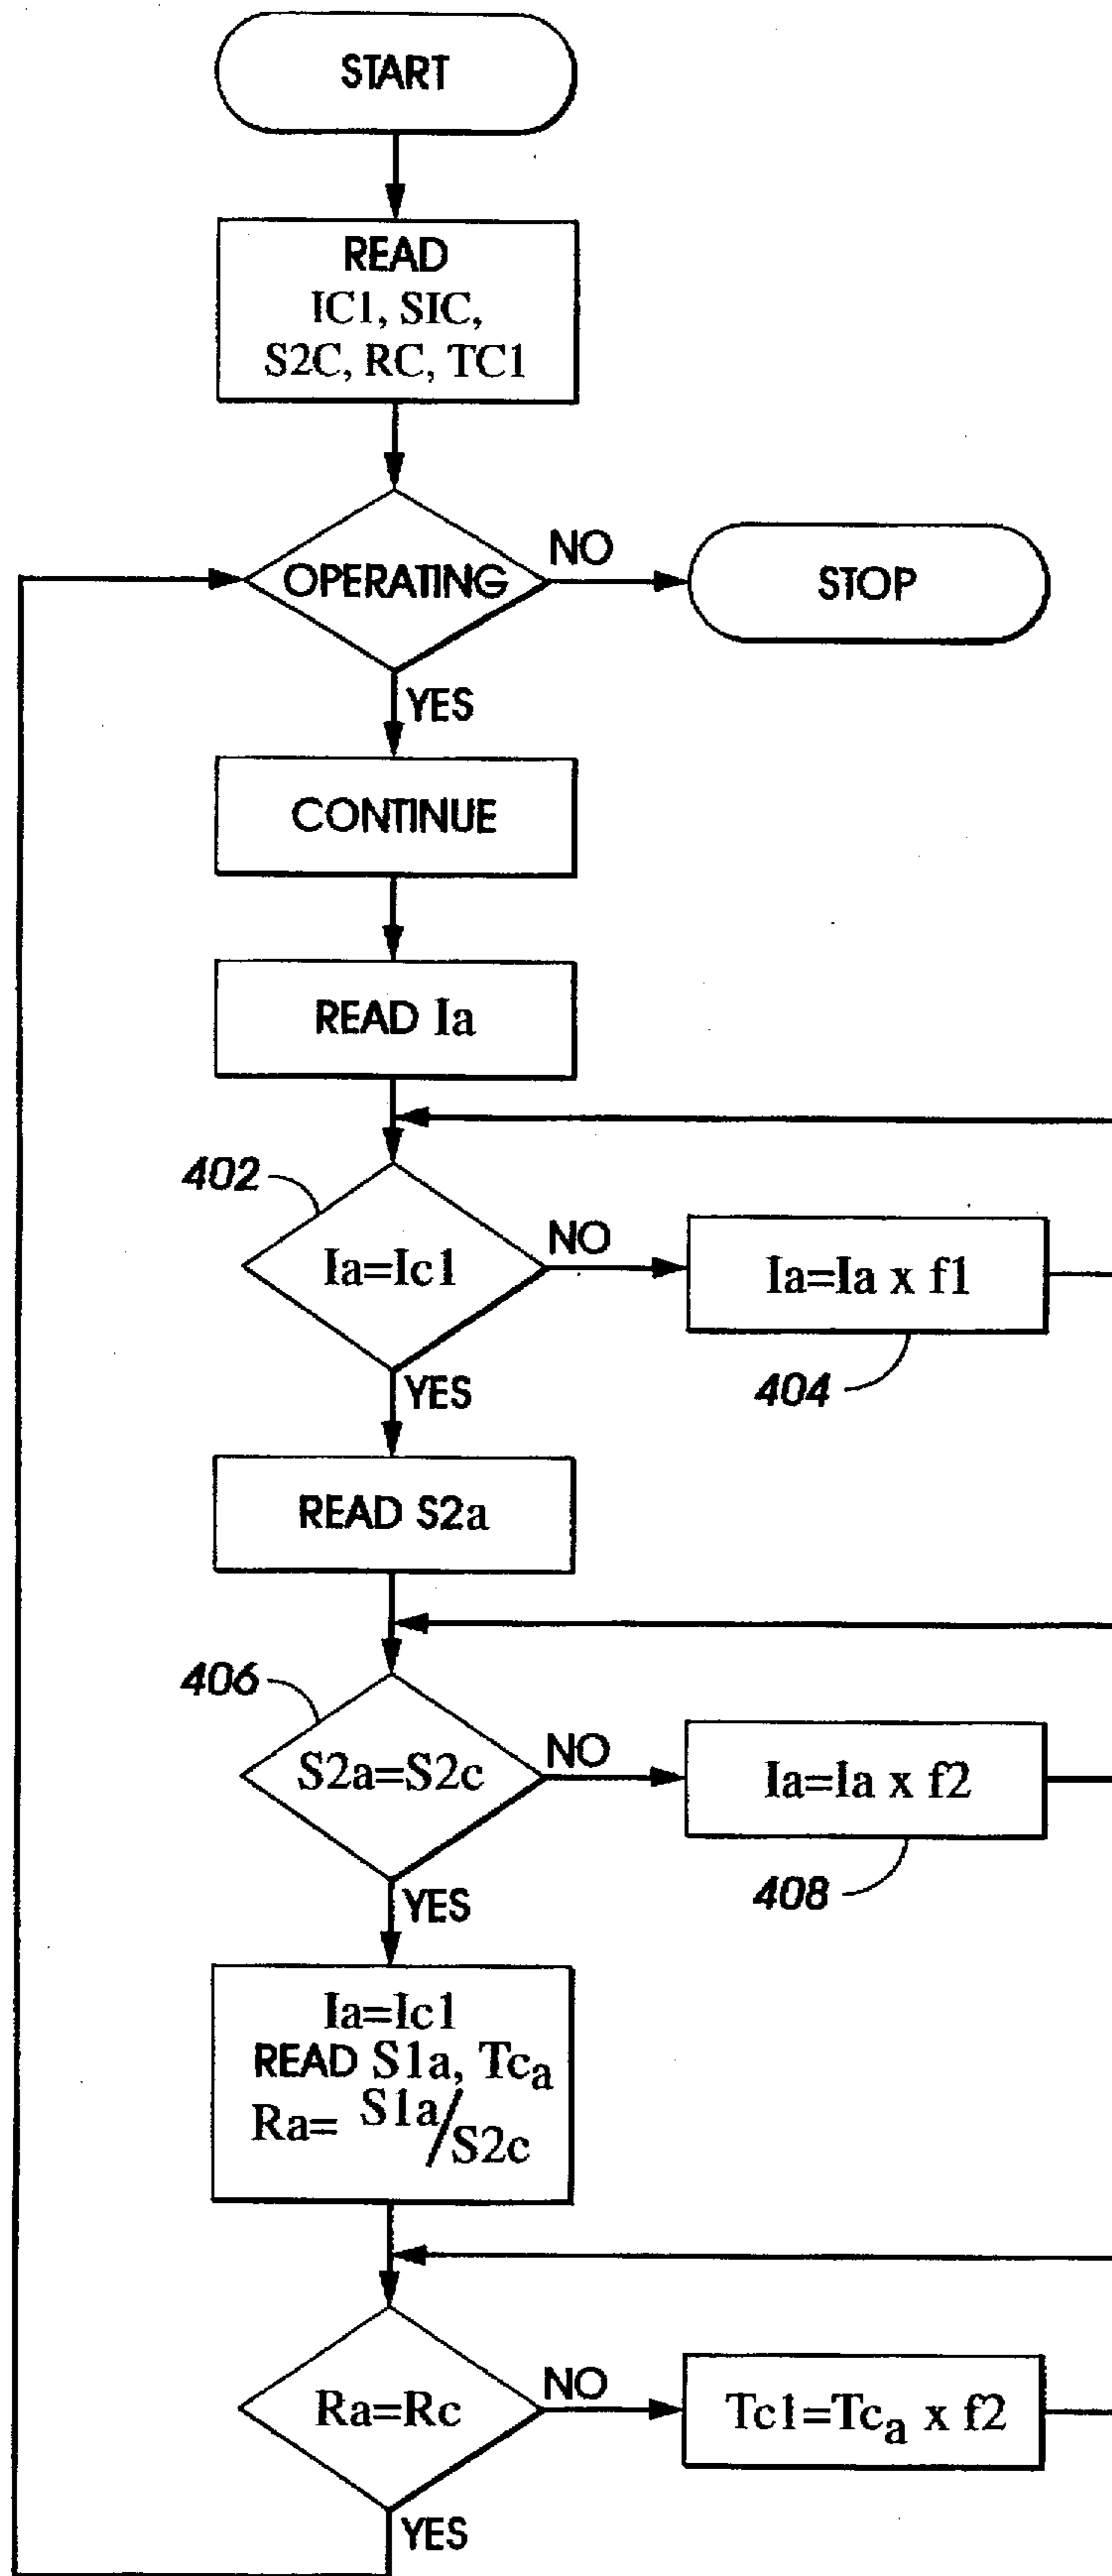 START
READ
IC1, SIC,
S2C, RC, TC1
OPERATING
NO
STOP
YES
CONTINUE
READ Ia
402
Ia=Ic1
NO
Ia=Ia x f1
404
YES
READ S2a
406
S2a=S2c
NO
Ia=Ia x f2
408
YES
Ia=Ic1
READ S1a, Tca
Ra= S1a/S2c
Ra=Rc
NO
Tc1=Tca x f2
YES